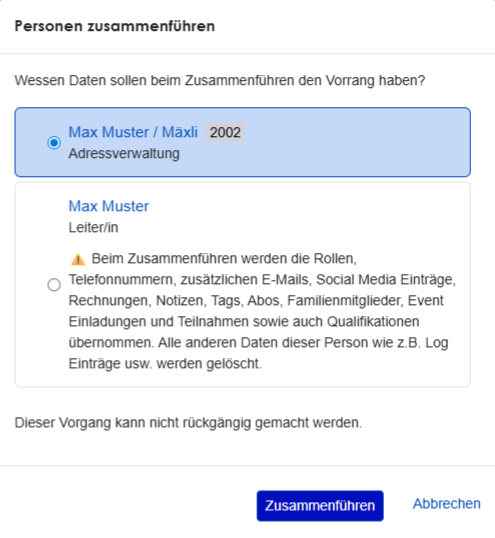 Personen zusammenführen
Wessen Daten sollen beim Zusammenführen den Vorrang haben?
Max Muster / Mäxli 2002
Adressverwaltung
Max Muster
Leiter/in
⚠ Beim Zusammenführen werden die Rollen,
Telefonnummern, zusätzlichen E-Mails, Social Media Einträge,
Rechnungen, Notizen, Tags, Abos, Familienmitglieder, Event
Einladungen und Teilnahmen sowie auch Qualifikationen
übernommen. Alle anderen Daten dieser Person wie z.B. Log
Einträge usw. werden gelöscht.
Dieser Vorgang kann nicht rückgängig gemacht werden.
Zusammenführen Abbrechen